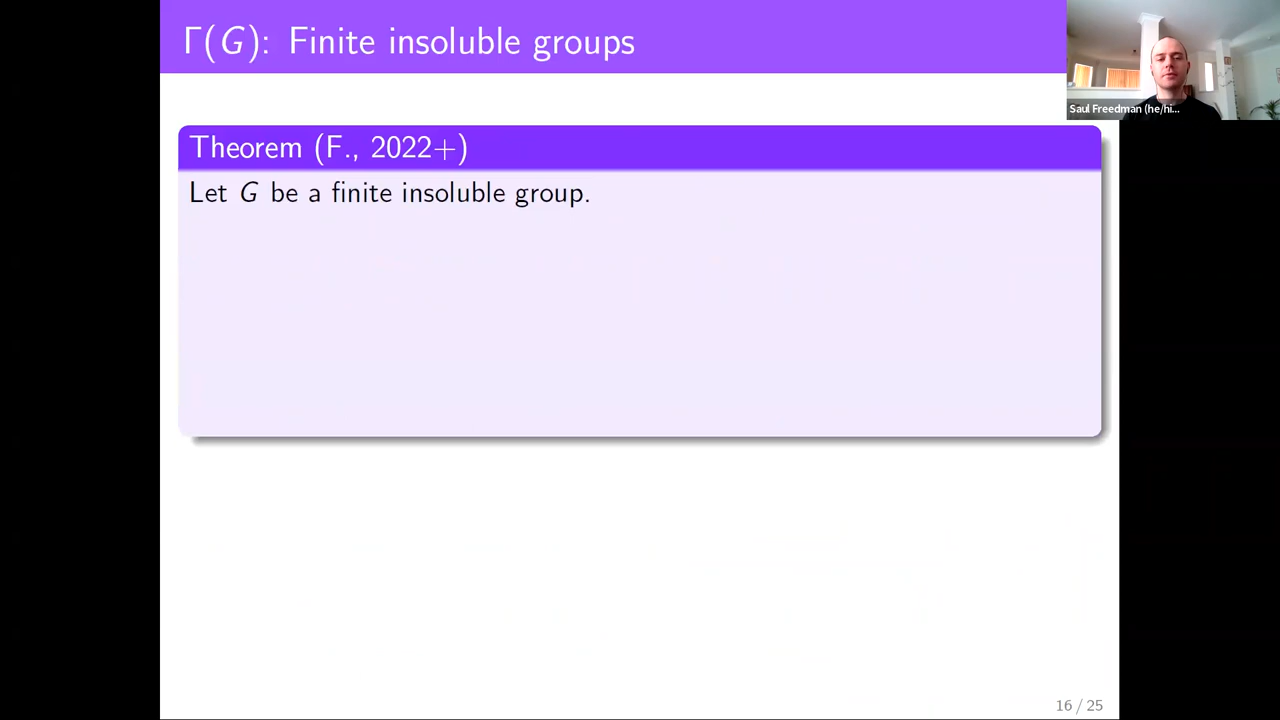 Γ(G): Finite insoluble groups
Saul Freedman (he/hi...
Theorem (F., 2022+)
Let G be a finite insoluble group.
16 / 25